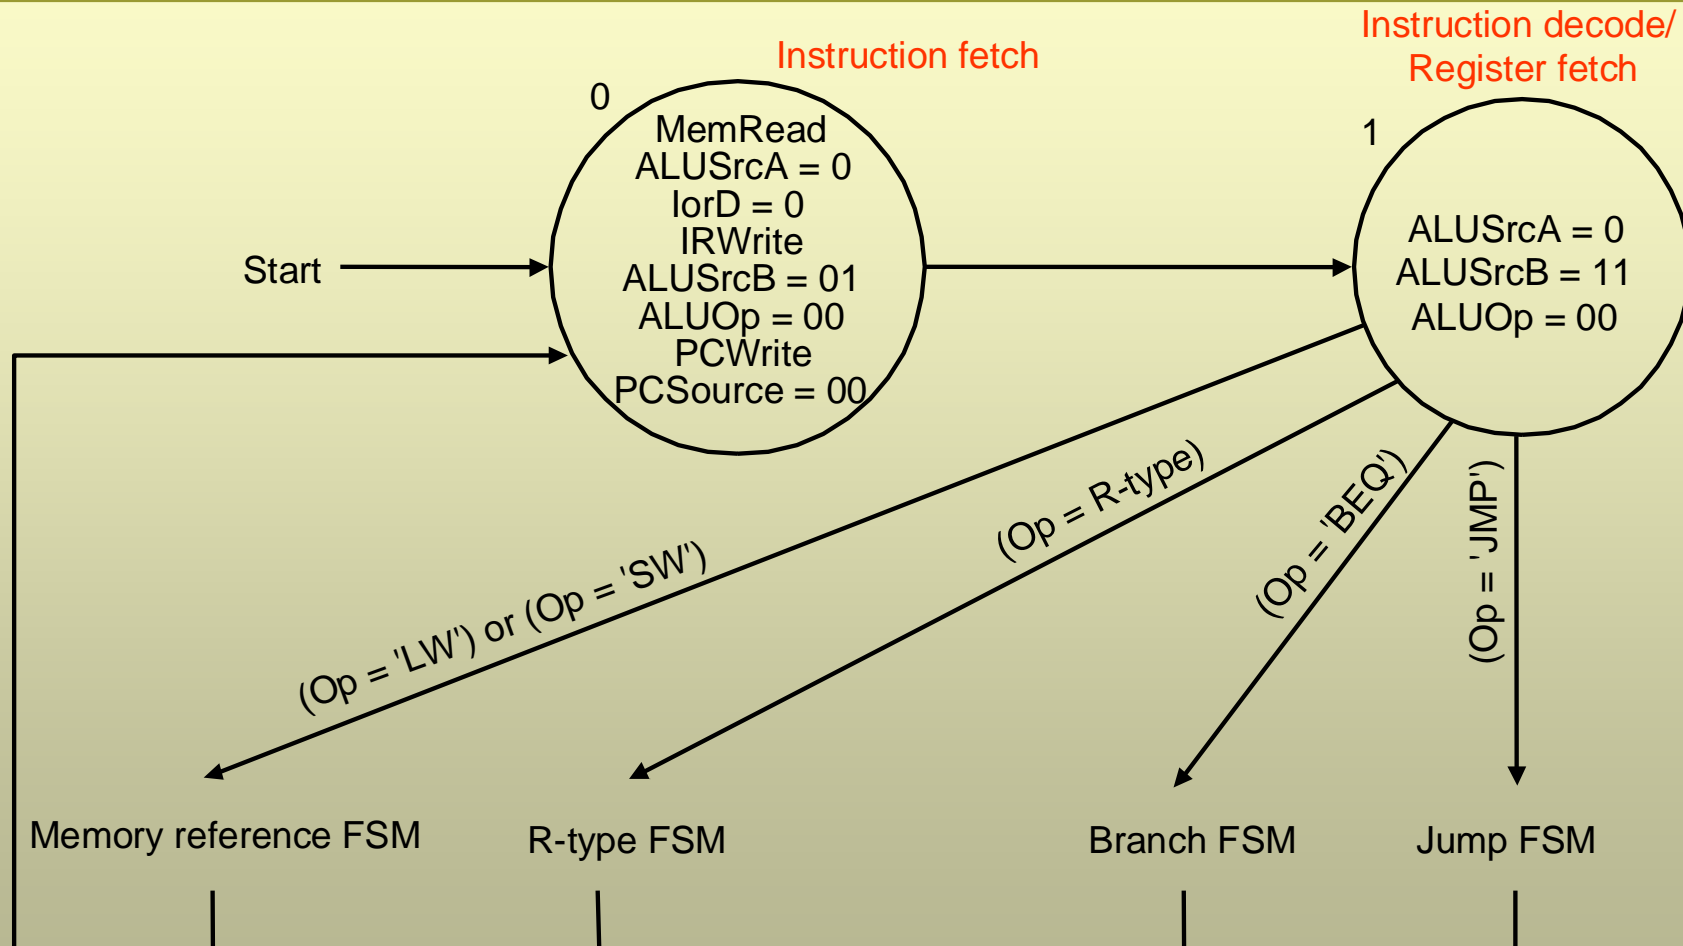 Instruction fetch
Instruction decode/
Register fetch
0
MemRead
ALUSrcA = 0
IorD = 0
IRWrite
ALUSrcB = 01
ALUOp = 00
PCWrite
PCSource = 00
1
ALUSrcA = 0
ALUSrcB = 11
ALUOp = 00
Start
(Op = 'LW') or (Op = 'SW')
(Op = R-type)
(Op = 'BEQ')
(Op = 'JMP')
Memory reference FSM
R-type FSM
Branch FSM
Jump FSM